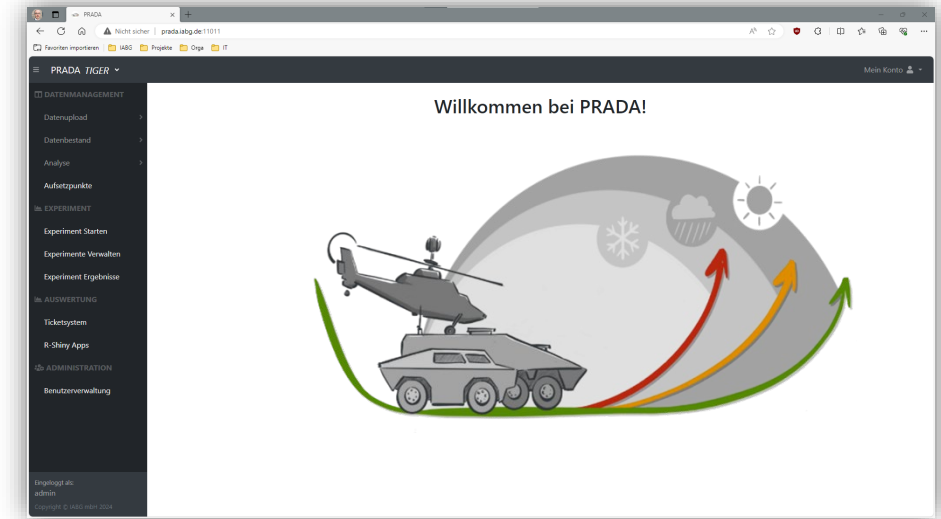 PRADA
Nicht sicher | prada.iabg.de:11011
Favoriten importieren IABG Projekte Orga IT
PRADA TIGER
Mein Konto
DATENMANAGEMENT
Datenupload
Datenbestand
Analyse
Aufsetzpunkte
EXPERIMENT
Experiment Starten
Experimente Verwalten
Experiment Ergebnisse
AUSWERTUNG
Ticketsystem
R-Shiny Apps
ADMINISTRATION
Benutzerverwaltung
Eingeloggt als:
admin
Copyright © IABG mbH 2024
Willkommen bei PRADA!